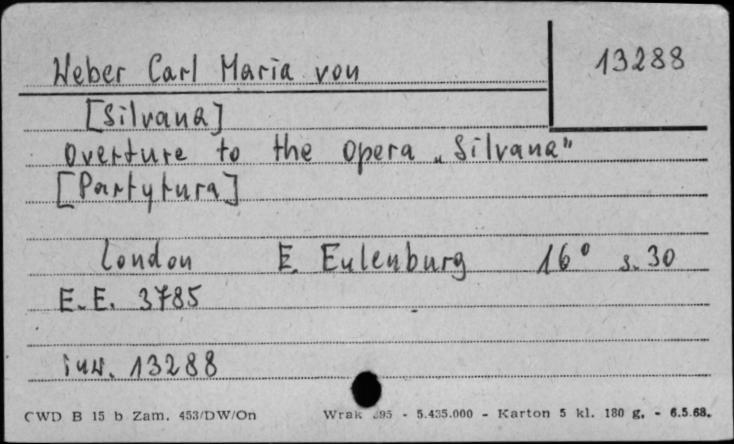 Weber Carl Maria von
13288
[Silvana]
Overture to the opera „Silvana"
[Partytura]
London E. Eulenburg 16° s. 30
E.E. 3785
inw. 13288
CWD B 15 b Zam. 453/DW/On Wrak 95 - 5.435.000 - Karton 5 kl. 180 g. - 6.5.68.